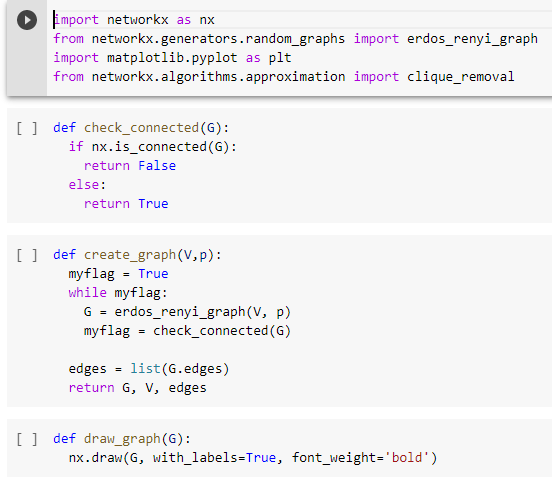 import networkx as nx
from networkx.generators.random_graphs import erdos_renyi_graph
import matplotlib.pyplot as plt
from networkx.algorithms.approximation import clique_removal
[ ] def check_connected(G):
  if nx.is_connected(G):
    return False
  else:
    return True
[ ] def create_graph(V,p):
  myflag = True
  while myflag:
    G = erdos_renyi_graph(V, p)
    myflag = check_connected(G)
  edges = list(G.edges)
  return G, V, edges
[ ] def draw_graph(G):
  nx.draw(G, with_labels=True, font_weight='bold')